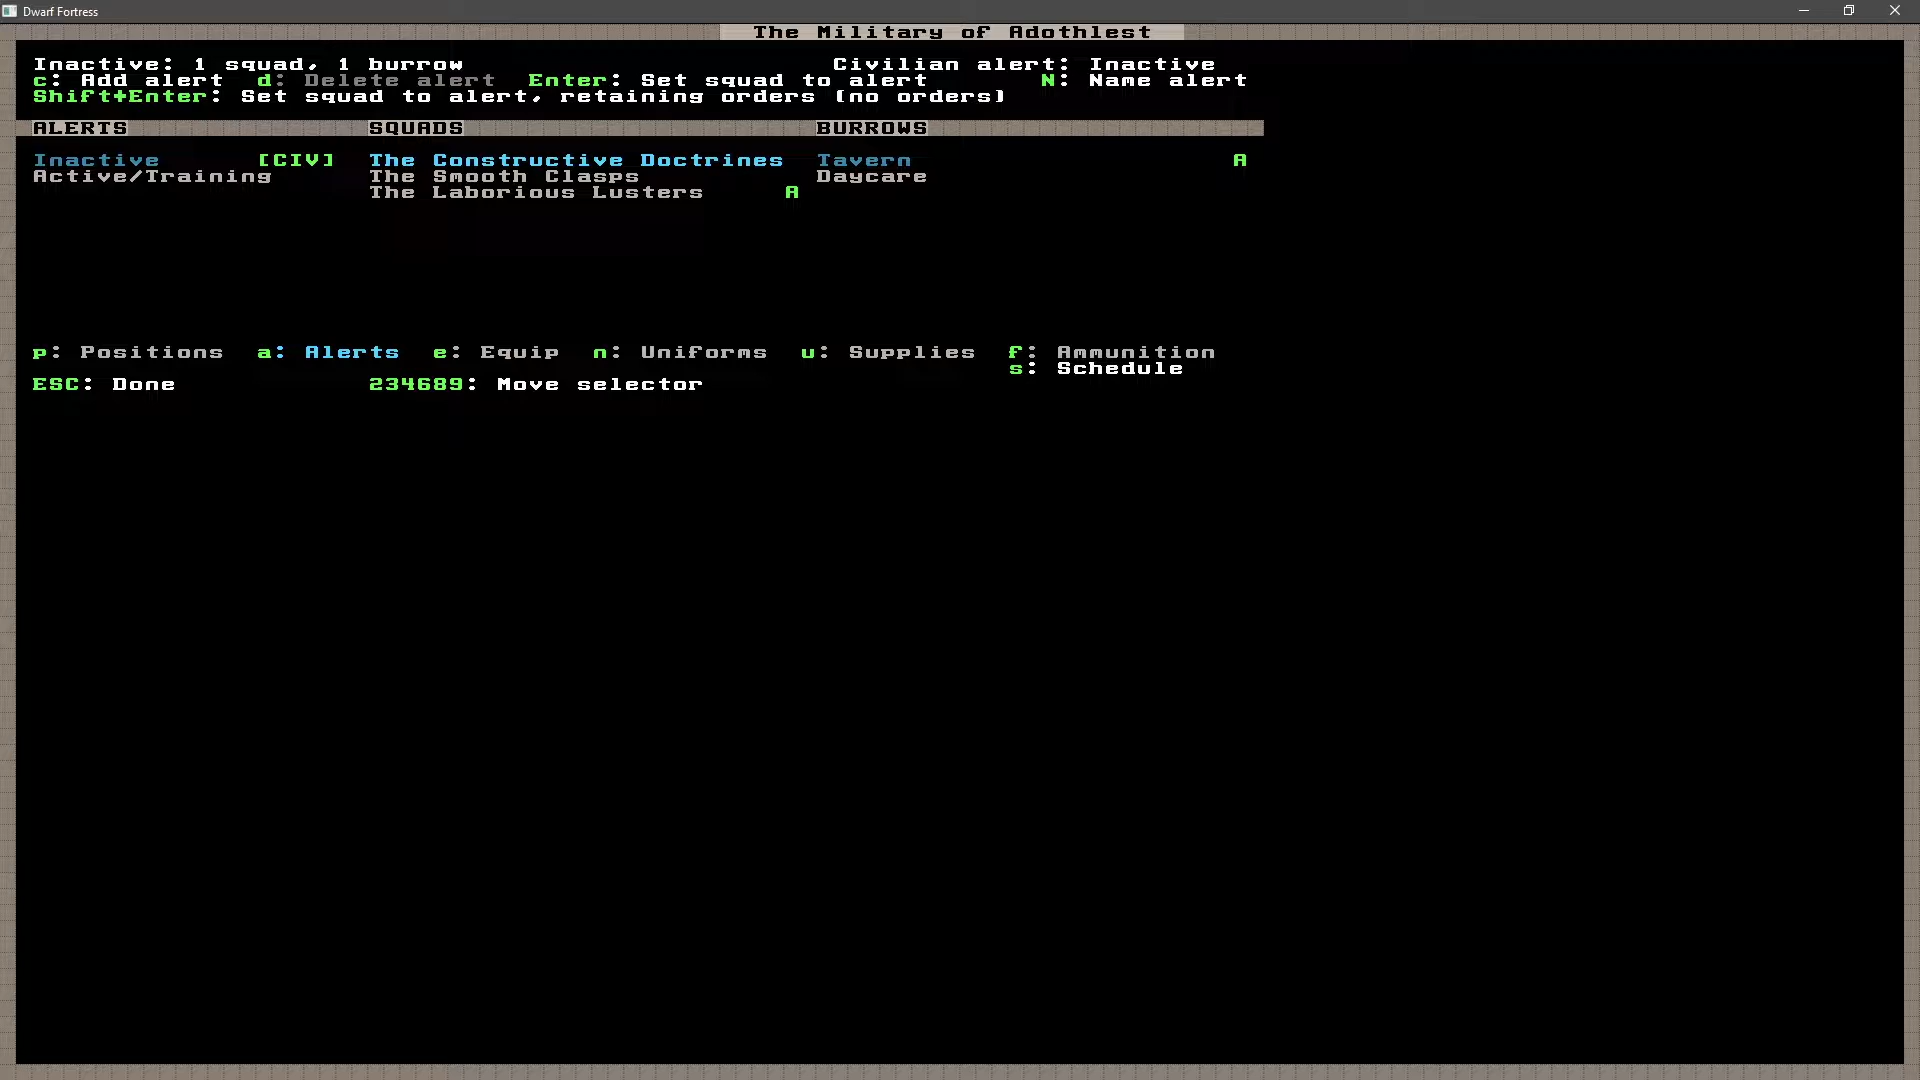 Dwarf Fortress
The Military of Adothlest
Inactive: 1 squad, 1 burrow Civilian alert: Inactive
c: Add alert d: Delete alert Enter: Set squad to alert N: Name alert
Shift+Enter: Set squad to alert, retaining orders (no orders)
ALERTS SQUADS BURROWS
Inactive [CIV] The Constructive Doctrines Tavern A
Active/Training The Smooth Clasps Daycare
The Laborious Lusters A
p: Positions a: Alerts e: Equip n: Uniforms u: Supplies f: Ammunition
s: Schedule
ESC: Done 234689: Move selector